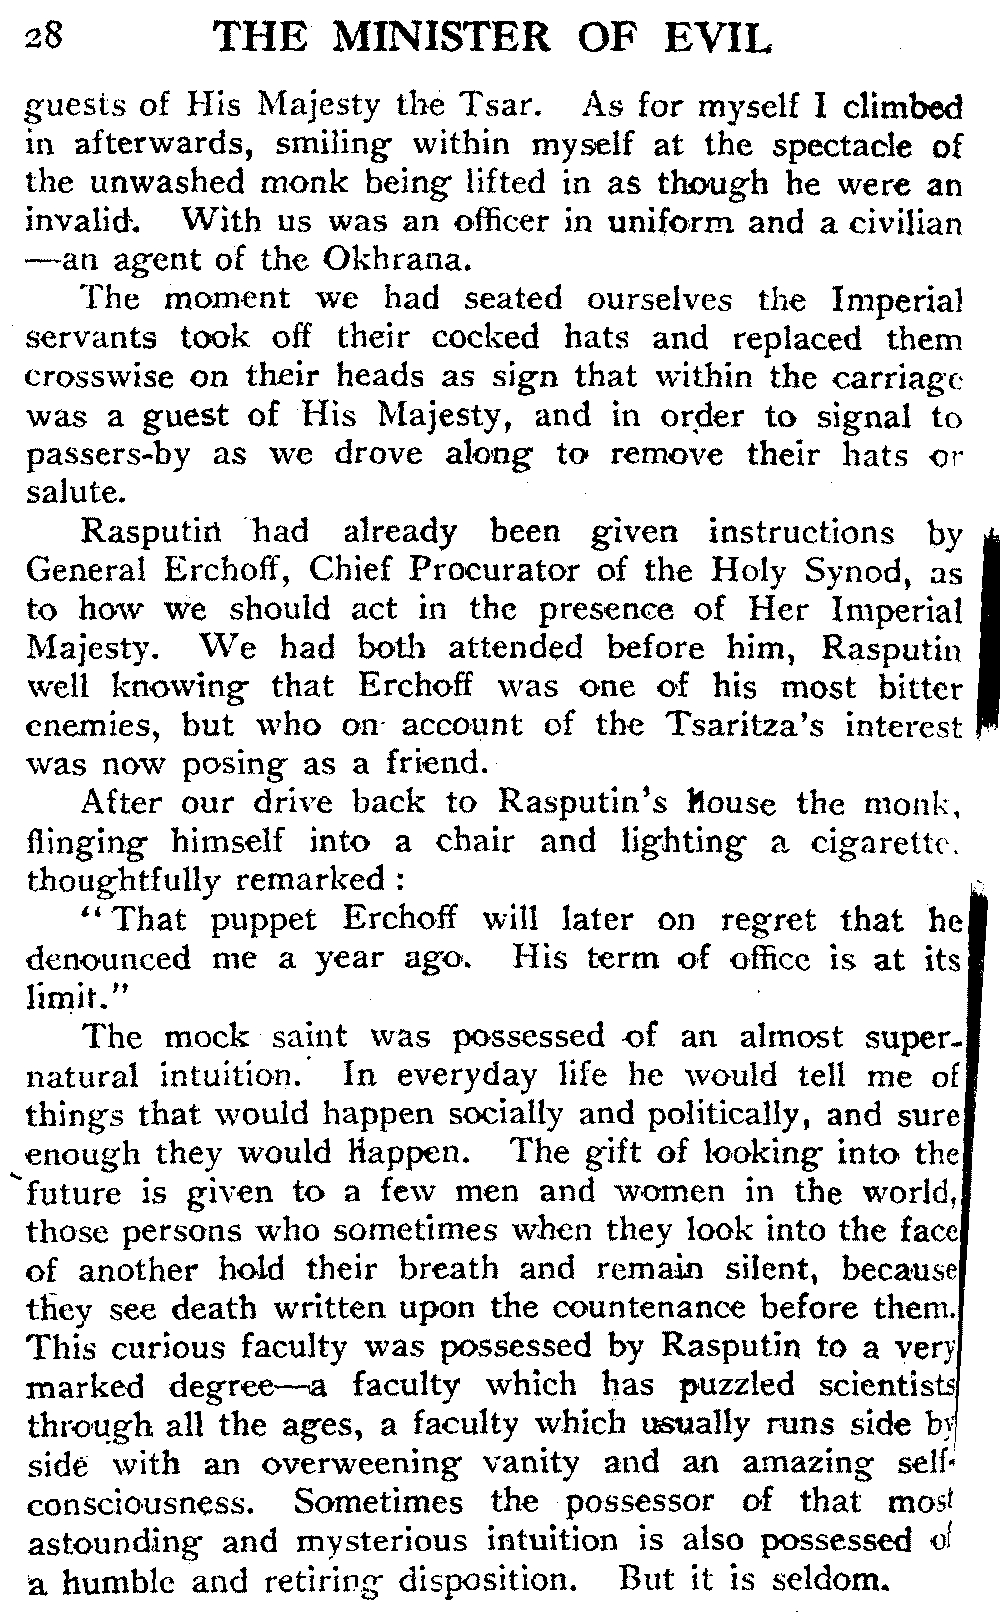 28 THE MINISTER OF EVIL
guests of His Majesty the Tsar. As for myself I climbed
in afterwards, smiling within myself at the spectacle of
the unwashed monk being lifted in as though he were an
invalid. With us was an officer in uniform and a civilian
—an agent of the Okhrana.
The moment we had seated ourselves the Imperial
servants took off their cocked hats and replaced them
crosswise on their heads as sign that within the carriage
was a guest of His Majesty, and in order to signal to
passers-by as we drove along to remove their hats or
salute.
Rasputin had already been given instructions by
General Erchoff, Chief Procurator of the Holy Synod, as
to how we should act in the presence of Her Imperial
Majesty. We had both attended before him, Rasputin
well knowing that Erchoff was one of his most bitter
enemies, but who on account of the Tsaritza's interest
was now posing as a friend.
After our drive back to Rasputin's house the monk,
flinging himself into a chair and lighting a cigarette,
thoughtfully remarked :
"That puppet Erchoff will later on regret that he
denounced me a year ago. His term of office is at its
limit."
The mock saint was possessed of an almost super-
natural intuition. In everyday life he would tell me of
things that would happen socially and politically, and sure
enough they would happen. The gift of looking into the
future is given to a few men and women in the world,
those persons who sometimes when they look into the face
of another hold their breath and remain silent, because
they see death written upon the countenance before them.
This curious faculty was possessed by Rasputin to a very
marked degree—a faculty which has puzzled scientists
through all the ages, a faculty which usually runs side by
side with an overweening vanity and an amazing self-
consciousness. Sometimes the possessor of that most
astounding and mysterious intuition is also possessed of
a humble and retiring disposition. But it is seldom.